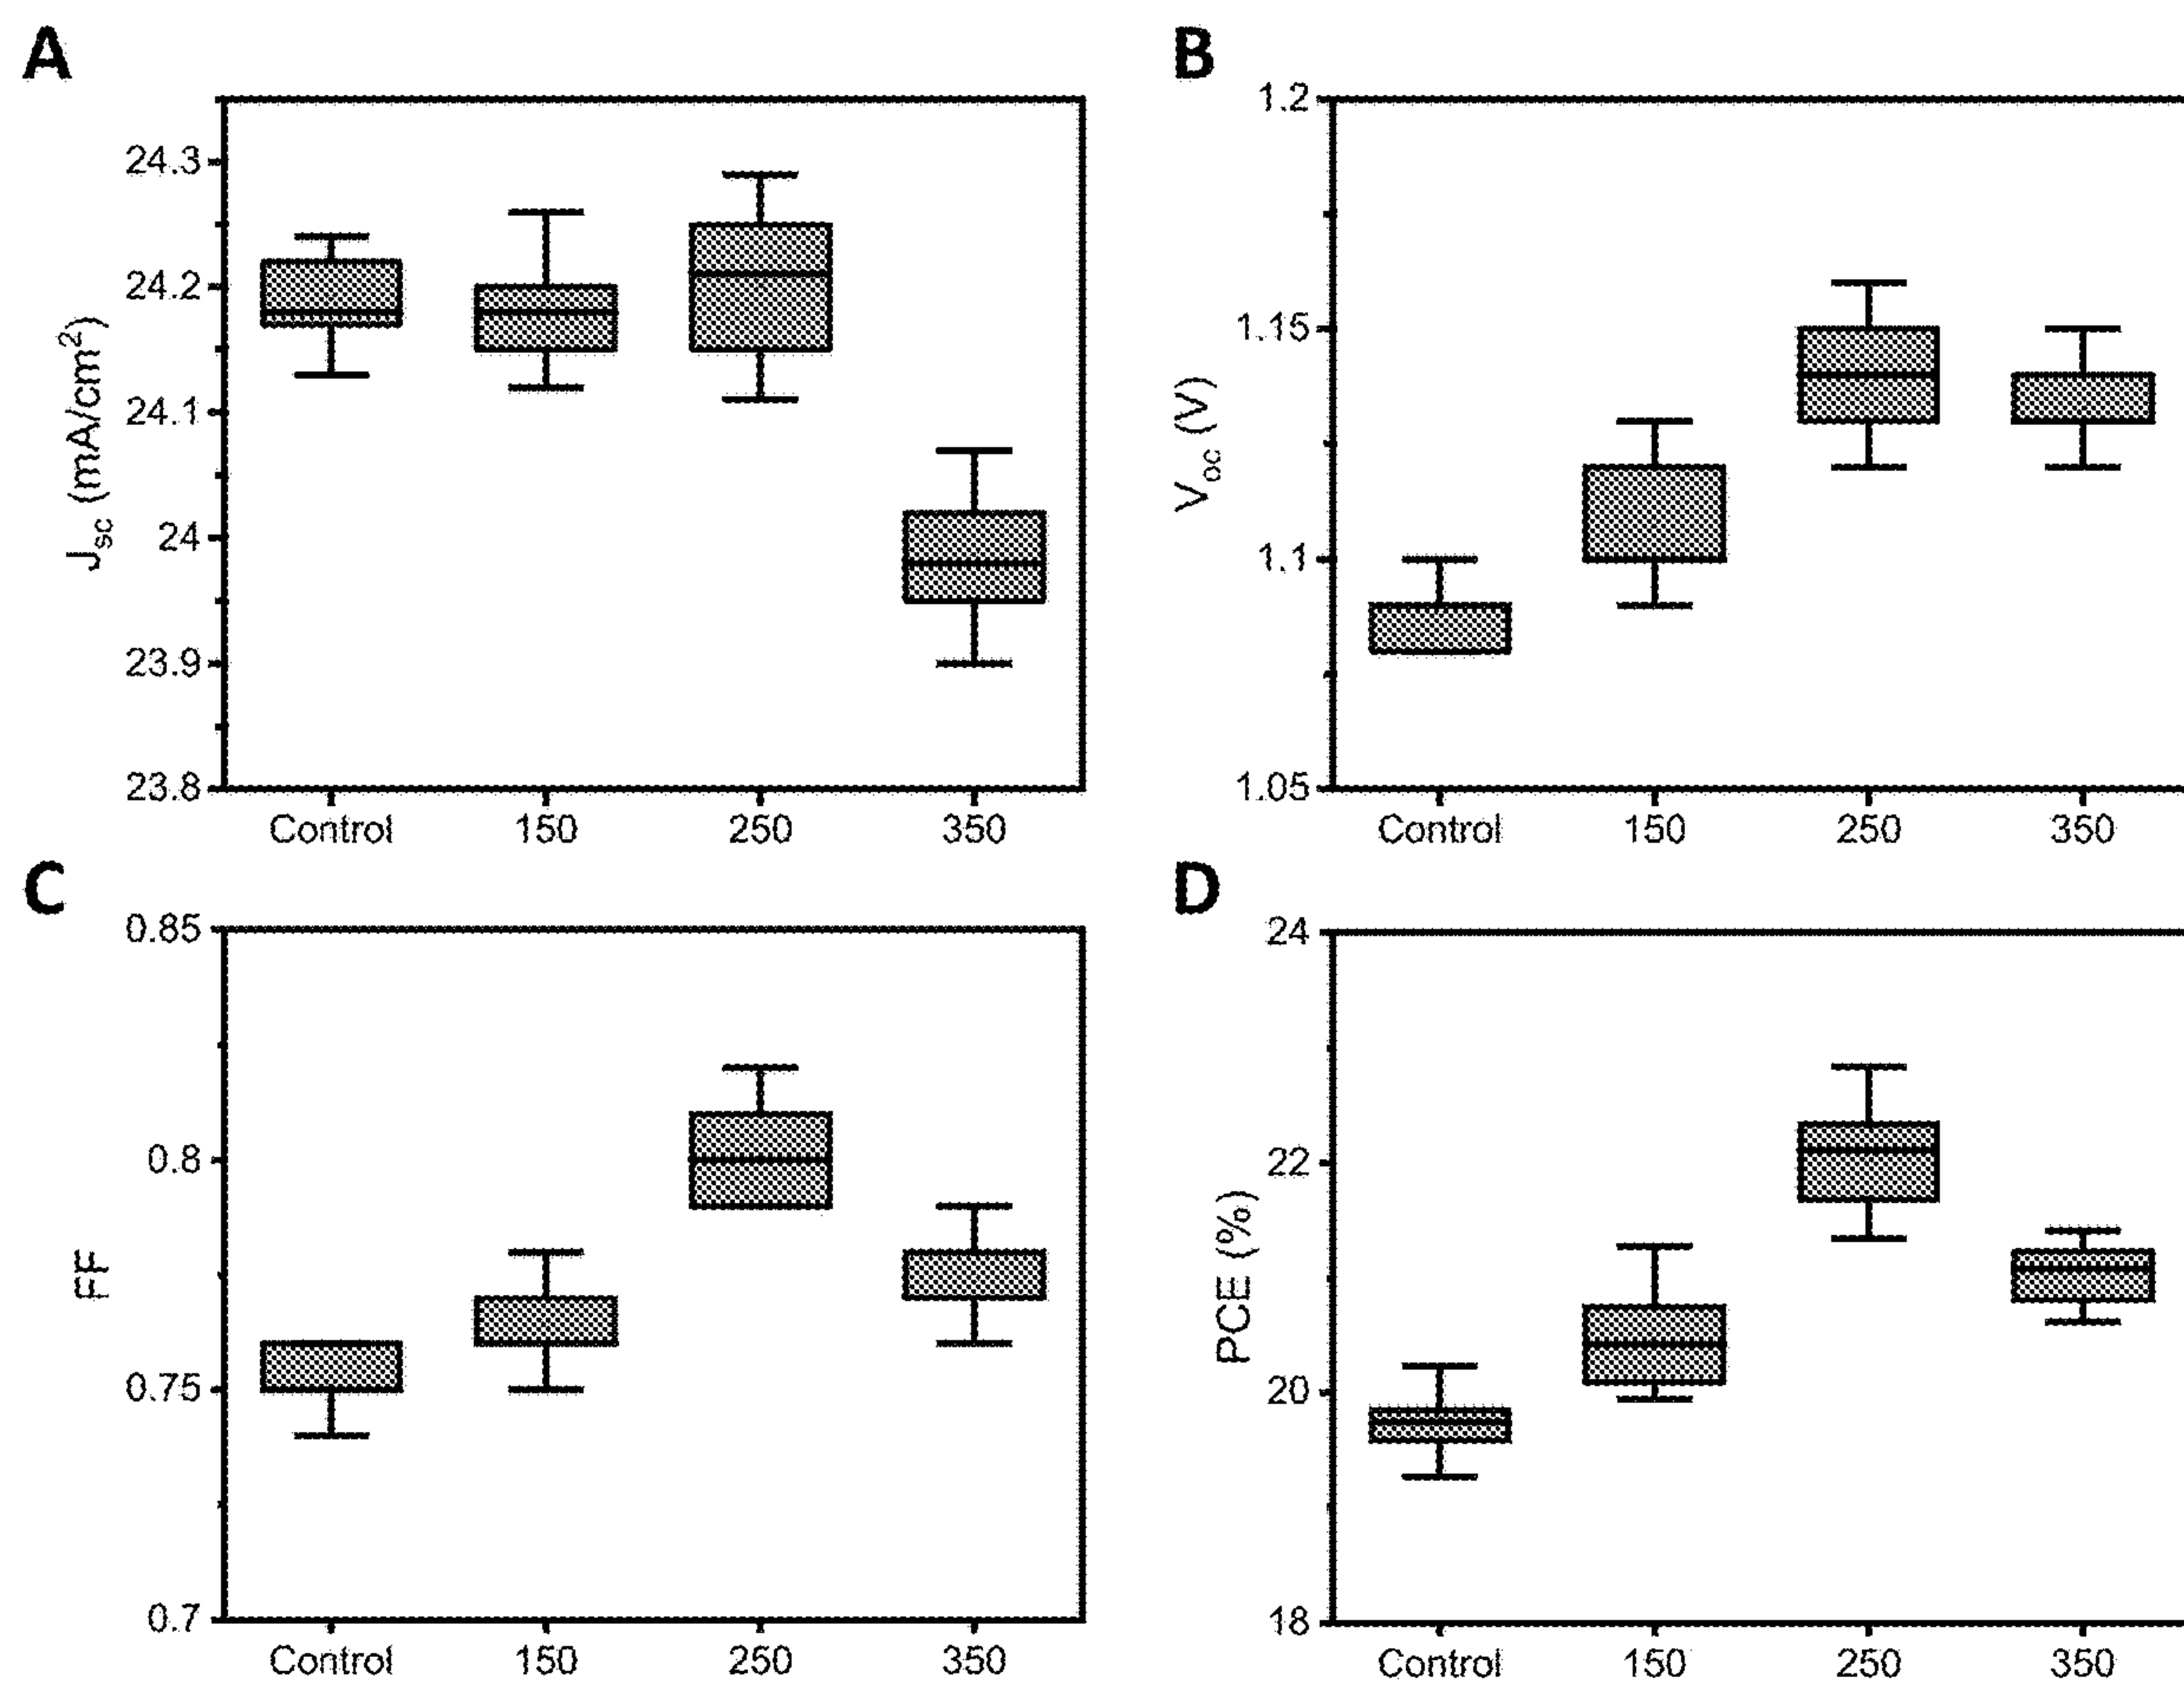 A
24.3
24.2
24.1
24
23.9
23.8
J_sc (mA/cm²)
Control 150 250 350
B
1.2
1.15
1.1
1.05
V_oc (V)
Control 150 250 350
C
0.85
0.8
0.75
0.7
FF
Control 150 250 350
D
24
22
20
18
PCE (%)
Control 150 250 350